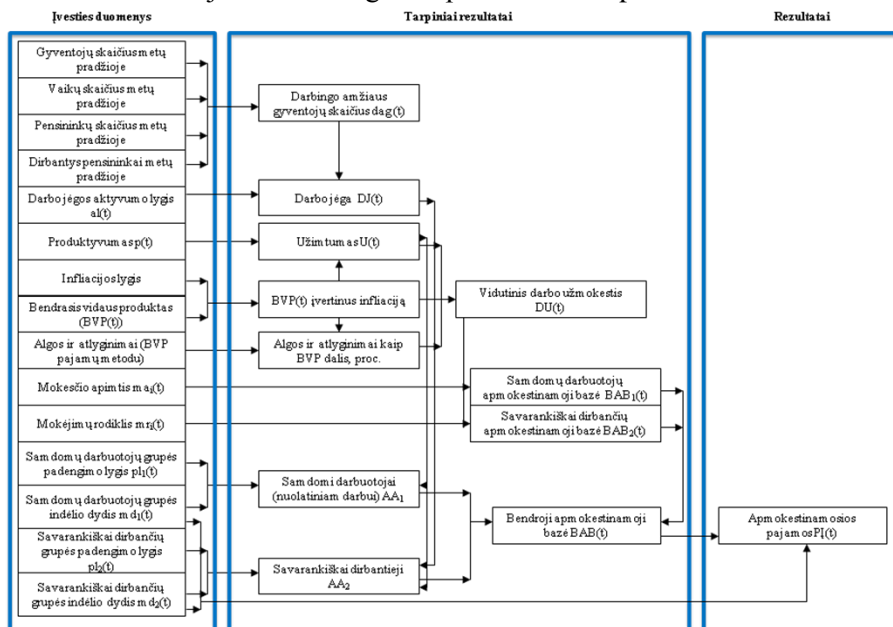 Įvesties duomenys
Tarpiniai rezultatai
Rezultatai
Gyventojų skaičius metų
pradžioje
Vaikų skaičius metų
pradžioje
Pensininkų skaičius metų
pradžioje
Dirbantys pensininkai metų
pradžioje
Darbo jėgos aktyvumo lygis
al(t)
Produktyvumas p(t)
Infliacijos lygis
Bendrasis vidaus produktas
(BVP(t))
Algos ir atlyginimai (BVP
pajamų metodu)
Mokesčio apimtis maᵢ(t)
Mokėjimų rodiklis mrᵢ(t)
Samdomų darbuotojų grupės
padengimo lygis pl₁(t)
Samdomų darbuotojų grupės
indėlio dydis md₁(t)
Savarankiškai dirbančių
grupės padengimo lygis
pl₂(t)
Savarankiškai dirbančių
grupės indėlio dydis md₂(t)
Darbingo amžiaus
gyventojų skaičius dag(t)
Darbo jėga DJ(t)
Užimtumas U(t)
BVP(t) įvertinus infliaciją
Algos ir atlyginimai kaip
BVP dalis, proc.
Samdomi darbuotojai
(nuolatiniam darbui) AA₁
Savarankiškai dirbantieji
AA₂
Vidutinis darbo užmokestis
DU(t)
Samdomų darbuotojų
apmokestinamoji bazė BAB₁(t)
Savarankiškai dirbančių
apmokestinamoji bazė BAB₂(t)
Bendroji apmokestinamoji
bazė BAB(t)
Apmokestinamosios
pajamos PĮ(t)